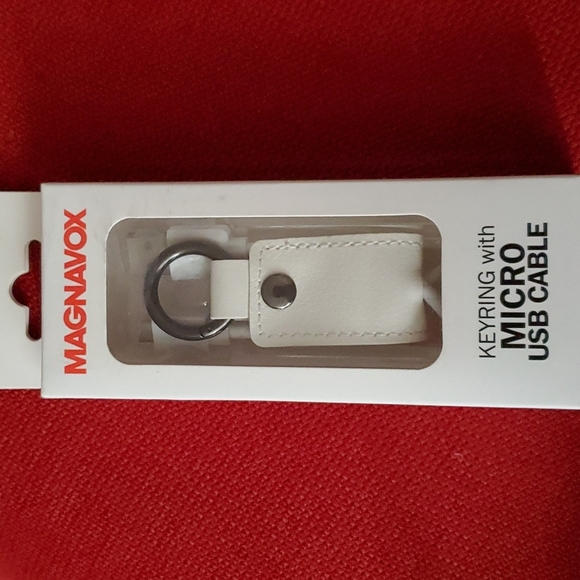 MAGNAVOX
KEYRING with
MICRO
USB CABLE